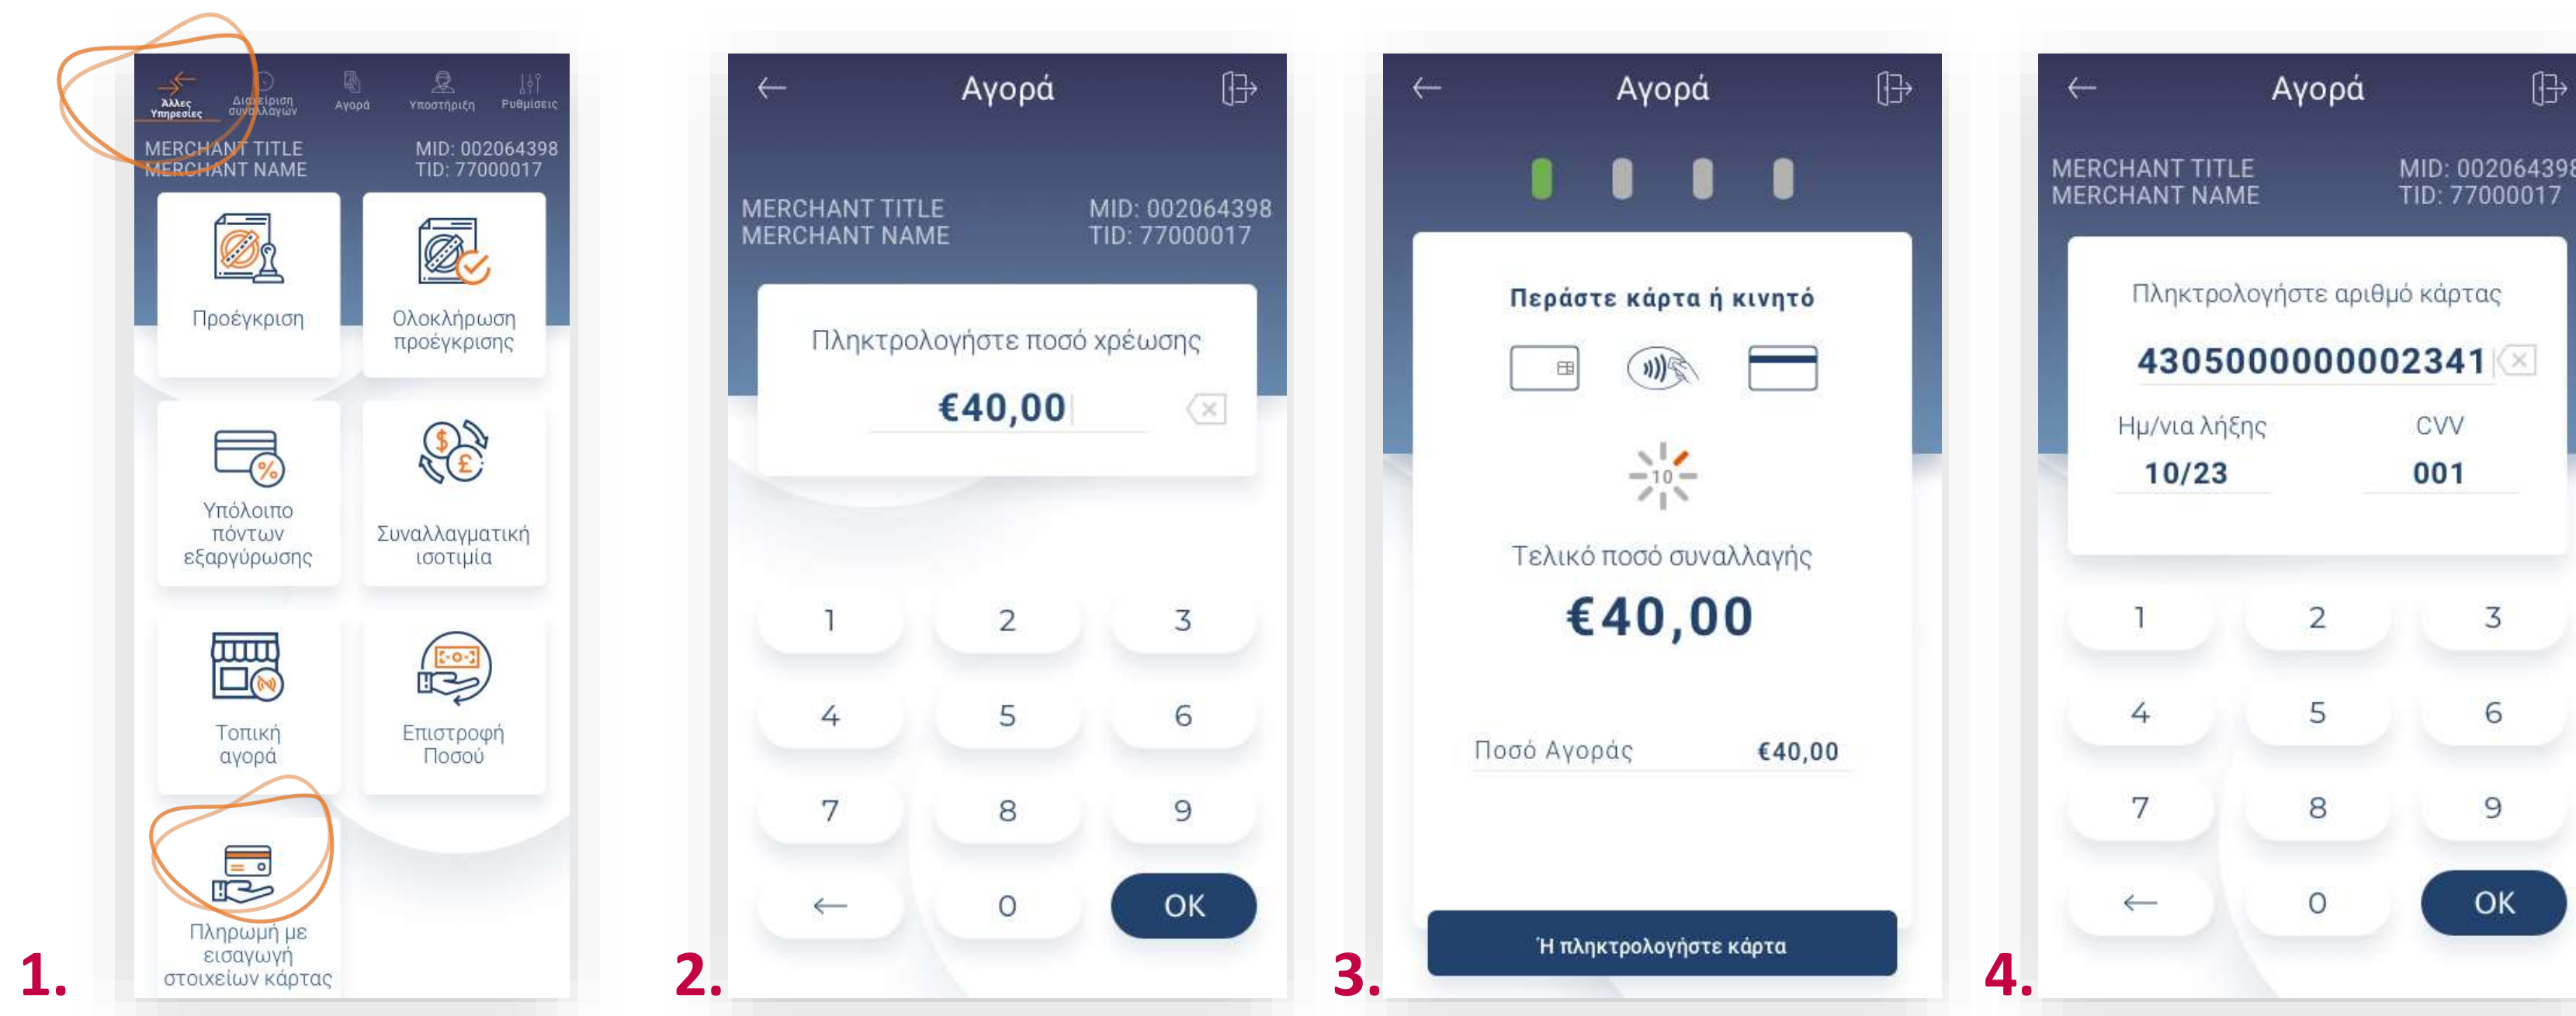 Άλλες
Υπηρεσίες
Διαχείριση
συναλλαγών
Αγορά
Υποστήριξη
Ρυθμίσεις
MERCHANT TITLE
MERCHANT NAME
MID: 002064398
TID: 77000017
Προέγκριση
Ολοκλήρωση
προέγκρισης
Υπόλοιπο
πόντων
εξαργύρωσης
Συναλλαγματική
ισοτιμία
Τοπική
αγορά
Επιστροφή
Ποσού
Πληρωμή με
εισαγωγή
στοιχείων κάρτας
1.
Αγορά
MERCHANT TITLE
MERCHANT NAME
MID: 002064398
TID: 77000017
Πληκτρολογήστε ποσό χρέωσης
€40,00
1 2 3
4 5 6
7 8 9
0 OK
2.
Αγορά
Περάστε κάρτα ή κινητό
10
Τελικό ποσό συναλλαγής
€40,00
Ποσό Αγοράς €40,00
Ή πληκτρολογήστε κάρτα
3.
Αγορά
MERCHANT TITLE
MERCHANT NAME
MID: 002064398
TID: 77000017
Πληκτρολογήστε αριθμό κάρτας
4305000000002341
Ημ/νια λήξης CVV
10/23 001
1 2 3
4 5 6
7 8 9
0 OK
4.